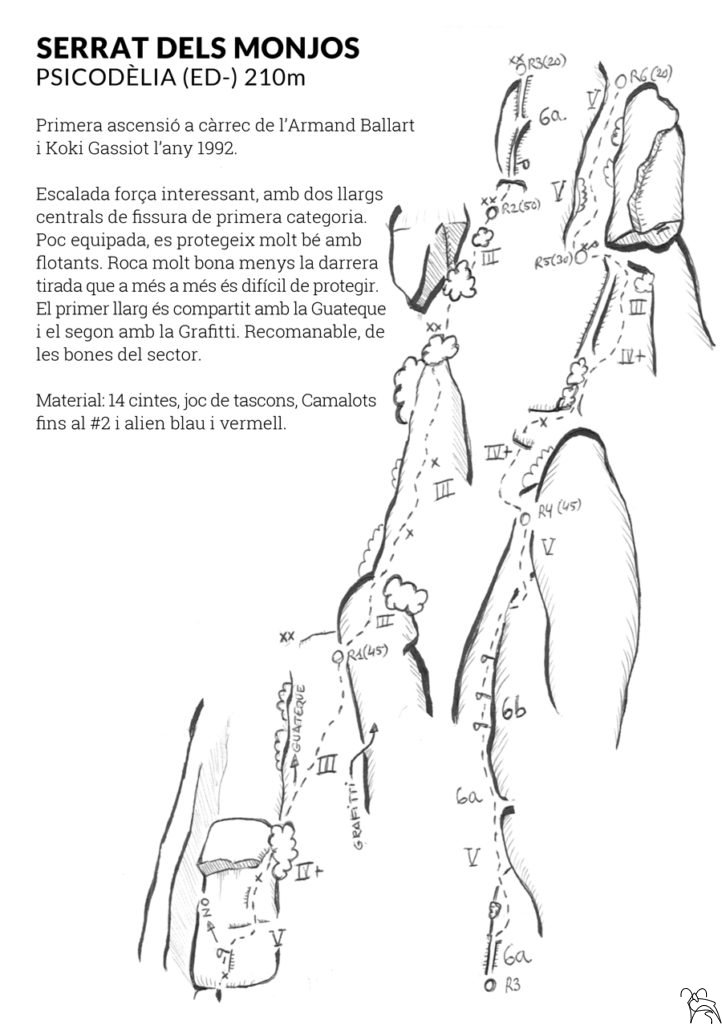 SERRAT DELS MONJOS
PSICODÈLIA (ED-) 210m
Primera ascensió a càrrec de l’Armand Ballart
i Koki Gassiot l’any 1992.
Escalada força interessant, amb dos llargs
centrals de fissura de primera categoria.
Poc equipada, es protegeix molt bé amb
flotants. Roca molt bona menys la darrera
tirada que a més a més és difícil de protegir.
El primer llarg és compartit amb la Guateque
i el segon amb la Grafitti. Recomanable, de
les bones del sector.
Material: 14 cintes, joc de tascons, Camalots
fins al #2 i alien blau i vermell.
R3(20)
R6(20)
V
6a
V
R2(50)
III
R5(30)
III
IV+
XX
X
IV+
X
III
R4(45)
V
X
III
XX
R1(45)
GUATEQUE
6b
III
GRAFITTI
6a
V
IV+
X
NO
V
X
6a
R3